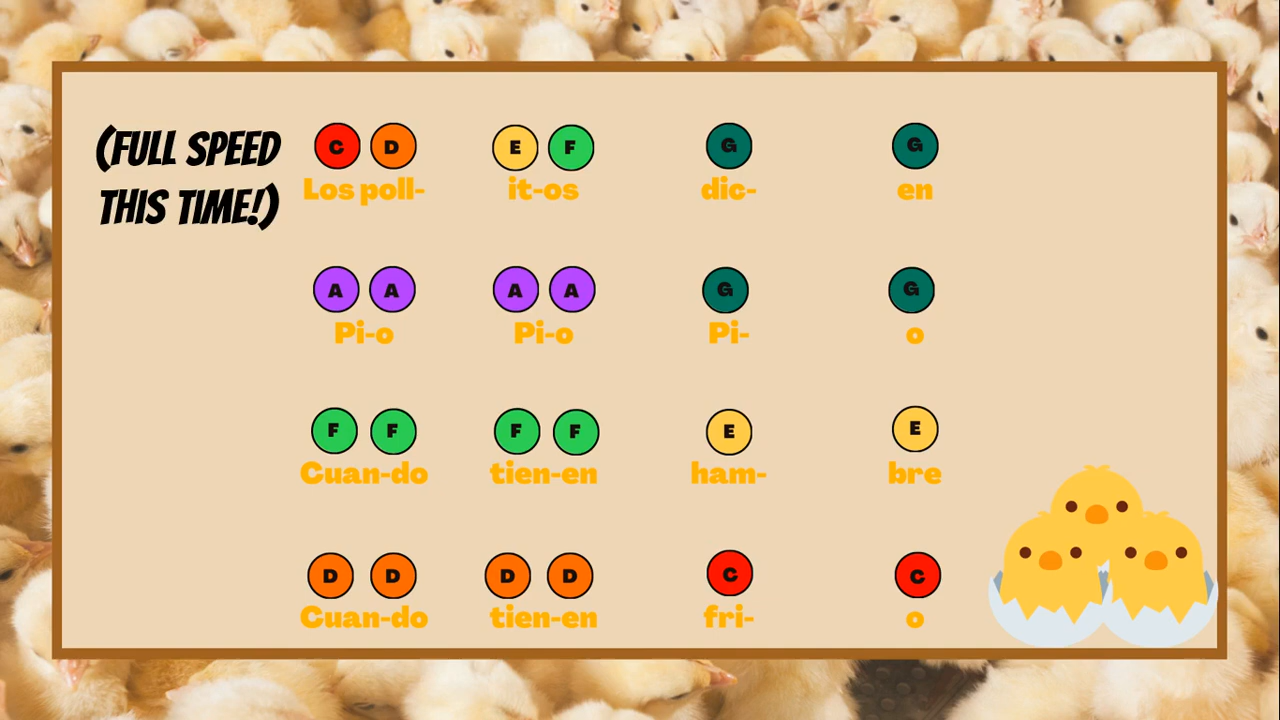 (FULL SPEED
THIS TIME!)
C D E F G G
Los poll- it-os dic- en
A A A A G G
Pi-o Pi-o Pi- o
F F F F E E
Cuan-do tien-en ham- bre
D D D D C C
Cuan-do tien-en fri- o